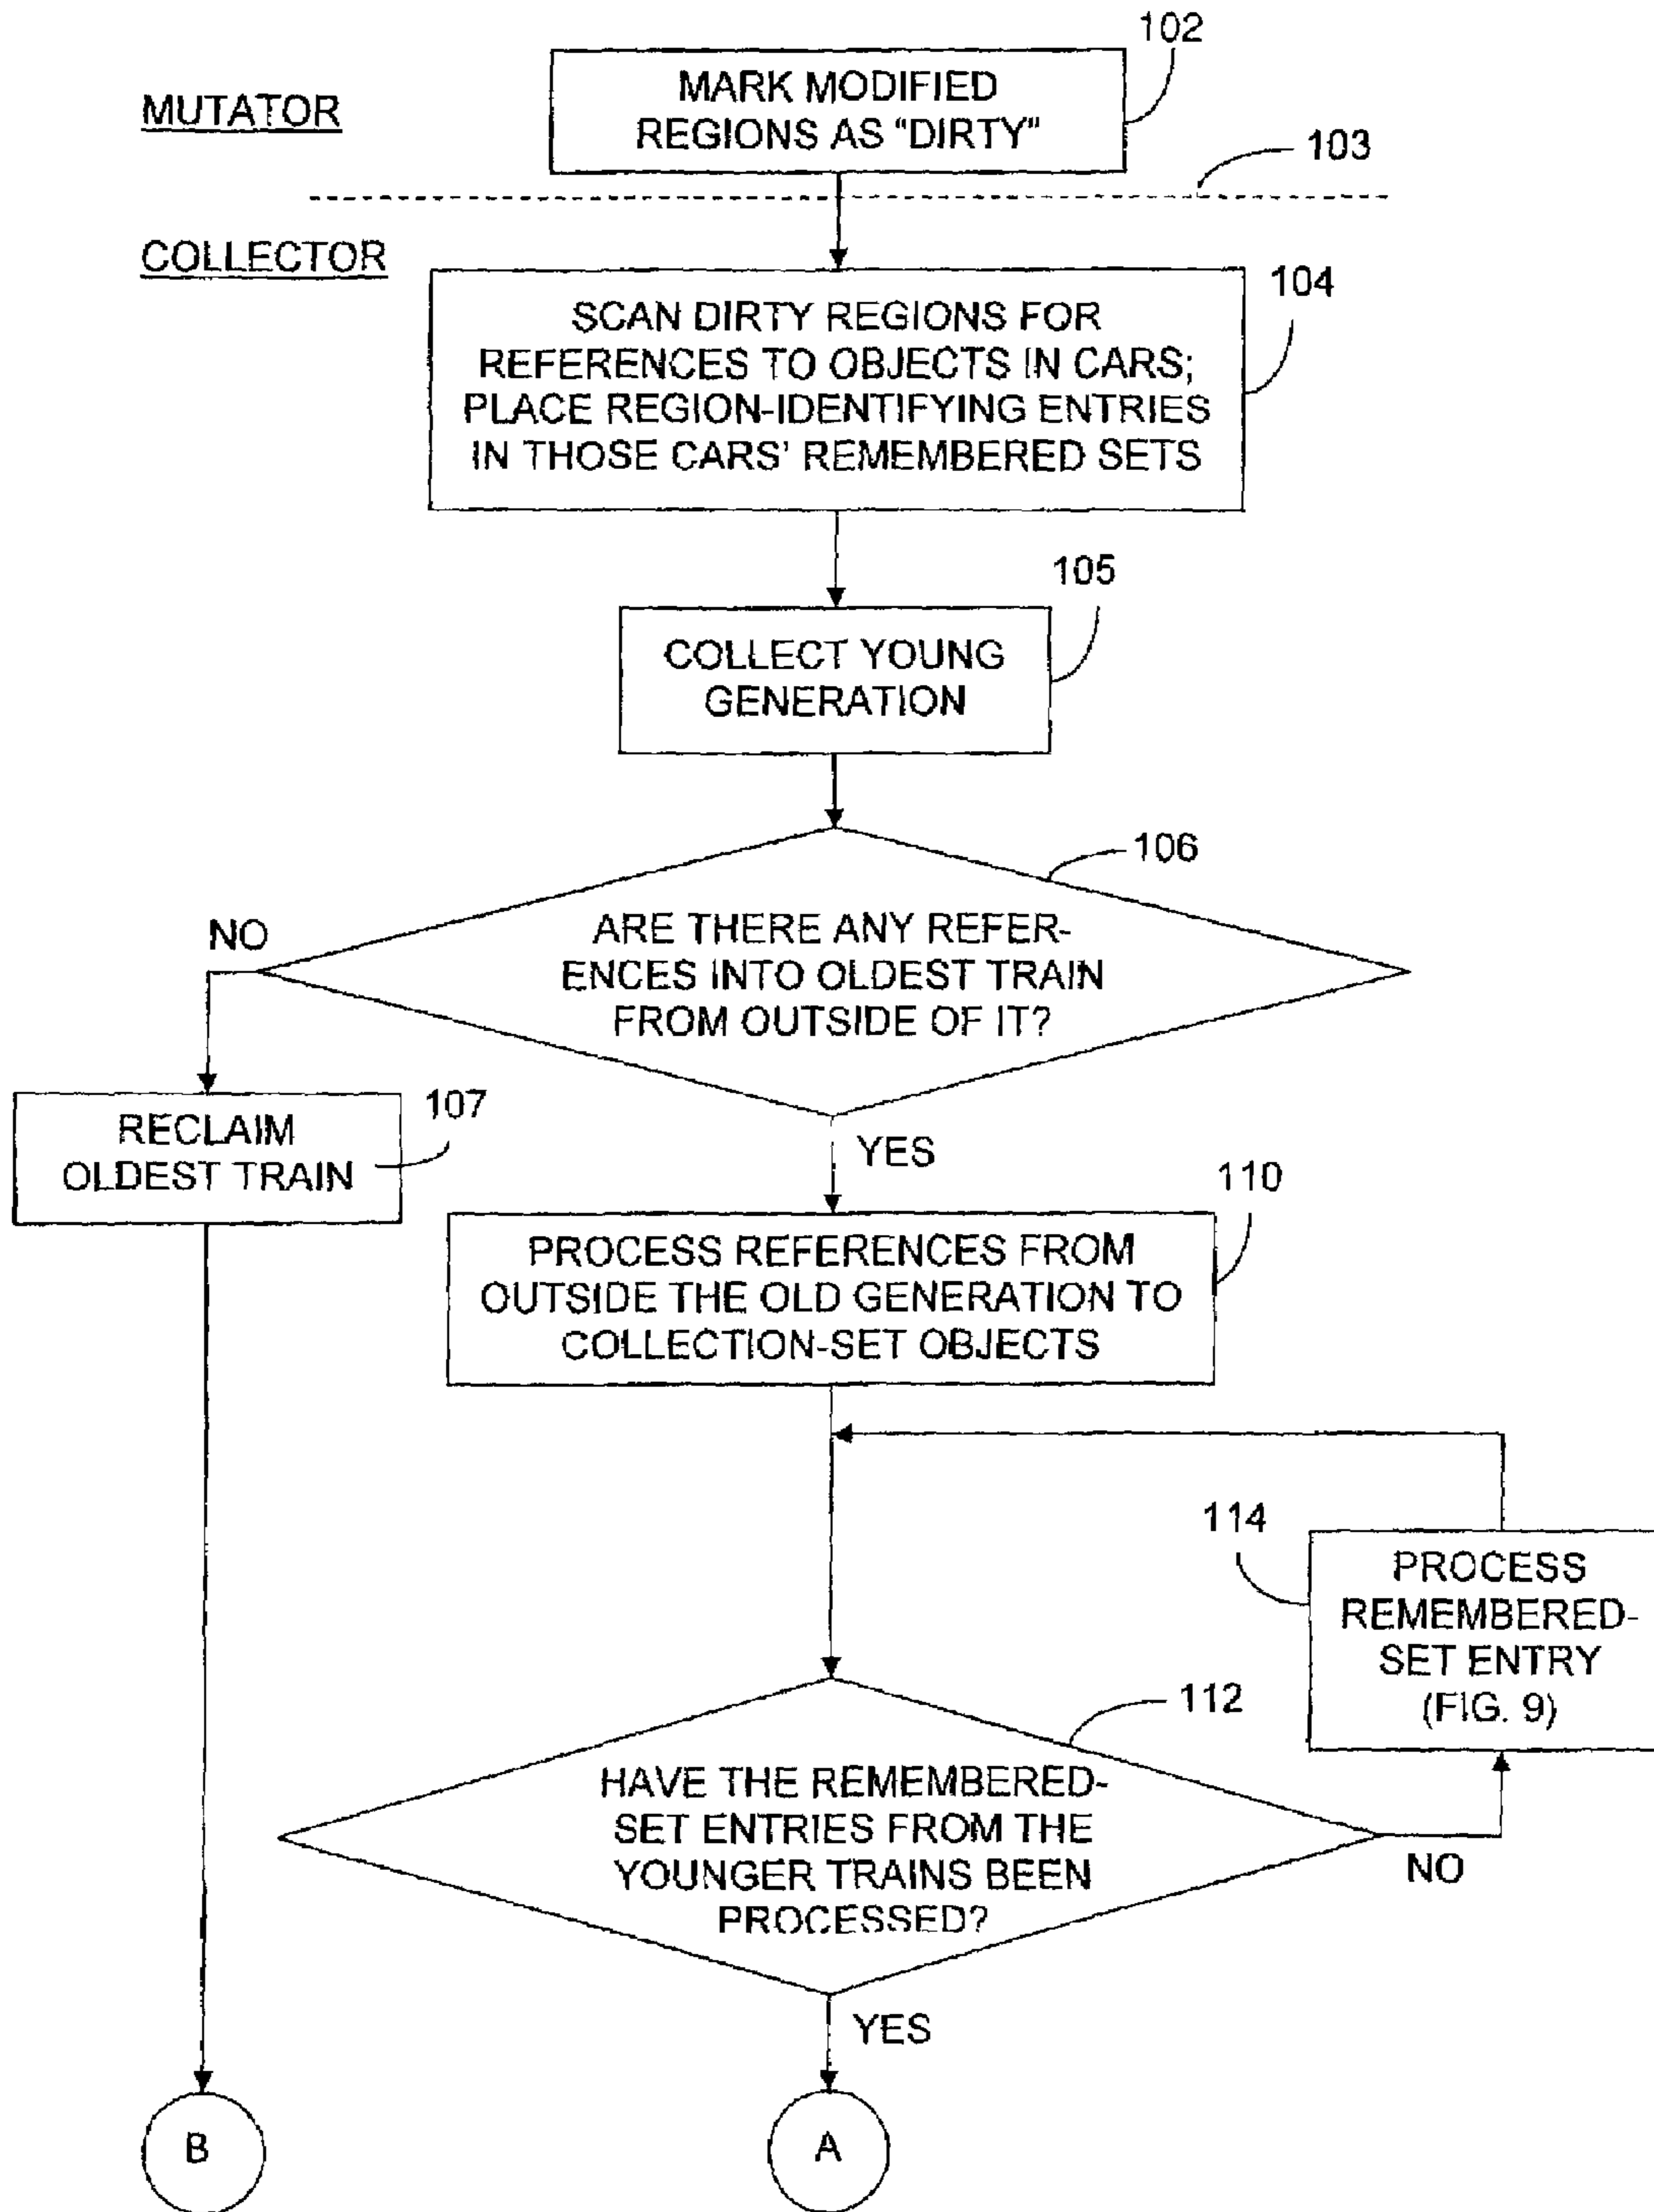 102
MUTATOR
MARK MODIFIED
REGIONS AS "DIRTY"
103
COLLECTOR
104
SCAN DIRTY REGIONS FOR
REFERENCES TO OBJECTS IN CARS;
PLACE REGION-IDENTIFYING ENTRIES
IN THOSE CARS' REMEMBERED SETS
105
COLLECT YOUNG
GENERATION
106
NO
ARE THERE ANY REFER-
ENCES INTO OLDEST TRAIN
FROM OUTSIDE OF IT?
107
RECLAIM
OLDEST TRAIN
YES
110
PROCESS REFERENCES FROM
OUTSIDE THE OLD GENERATION TO
COLLECTION-SET OBJECTS
114
PROCESS
REMEMBERED-
SET ENTRY
(FIG. 9)
112
HAVE THE REMEMBERED-
SET ENTRIES FROM THE
YOUNGER TRAINS BEEN
PROCESSED?
NO
YES
B
A